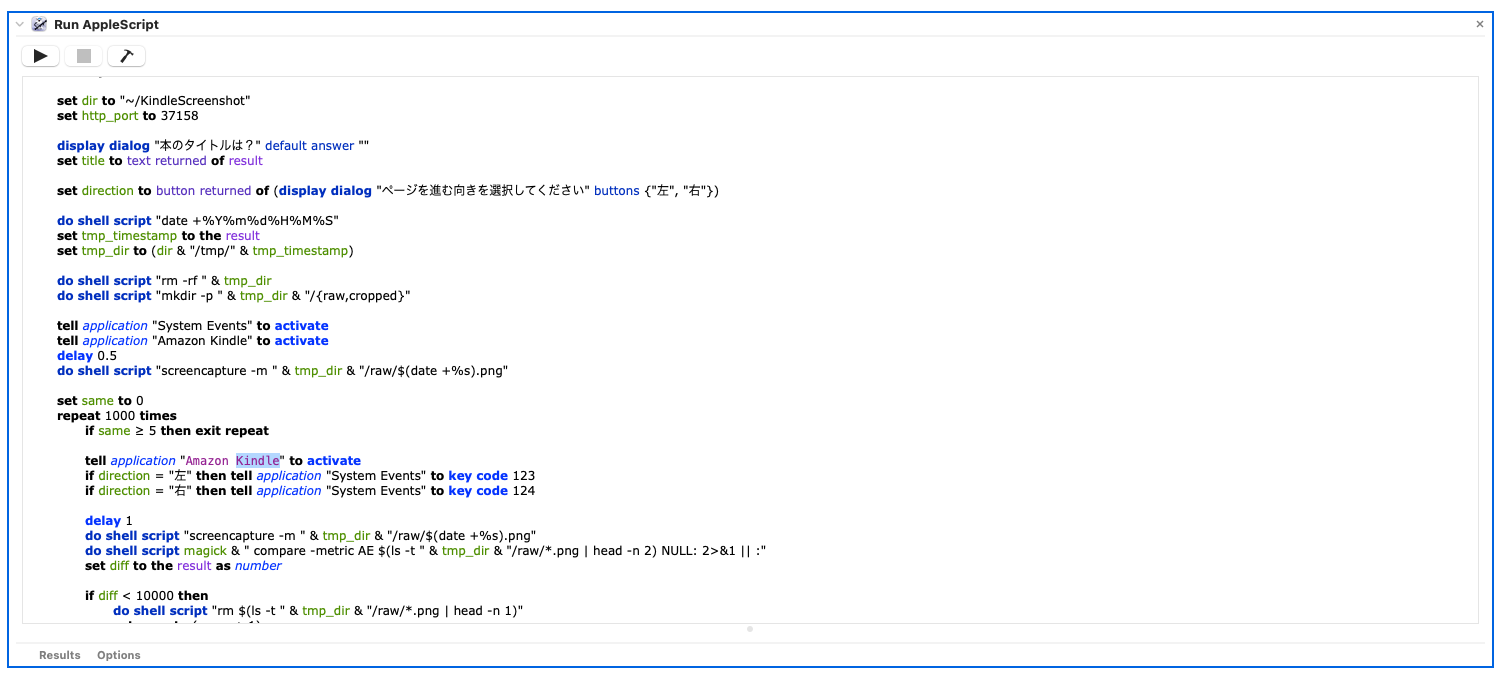 Run AppleScript
set dir to "~/KindleScreenshot"
set http_port to 37158
display dialog "本のタイトルは？" default answer ""
set title to text returned of result
set direction to button returned of (display dialog "ページを進む向きを選択してください" buttons {"左", "右"})
do shell script "date +%Y%m%d%H%M%S"
set tmp_timestamp to the result
set tmp_dir to (dir & "/tmp/" & tmp_timestamp)
do shell script "rm -rf " & tmp_dir
do shell script "mkdir -p " & tmp_dir & "/{raw,cropped}"
tell application "System Events" to activate
tell application "Amazon Kindle" to activate
delay 0.5
do shell script "screencapture -m " & tmp_dir & "/raw/$(date +%s).png"
set same to 0
repeat 1000 times
if same ≥ 5 then exit repeat
tell application "Amazon Kindle" to activate
if direction = "左" then tell application "System Events" to key code 123
if direction = "右" then tell application "System Events" to key code 124
delay 1
do shell script "screencapture -m " & tmp_dir & "/raw/$(date +%s).png"
do shell script magick & " compare -metric AE $(ls -t " & tmp_dir & "/raw/*.png | head -n 2) NULL: 2>&1 || :"
set diff to the result as number
if diff < 10000 then
do shell script "rm $(ls -t " & tmp_dir & "/raw/*.png | head -n 1)"
Results Options